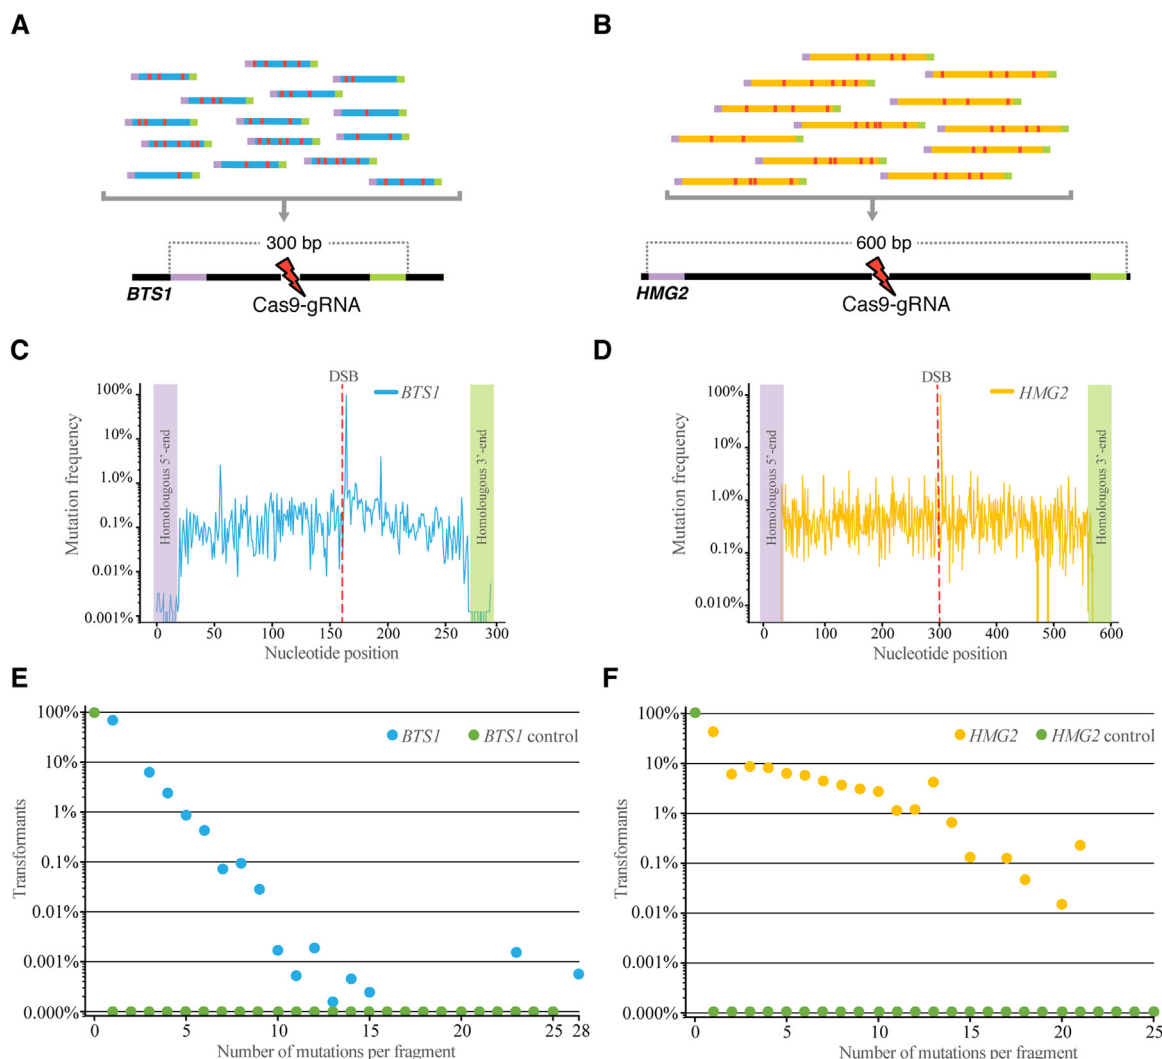 A
B
300 bp
BTS1
Cas9-gRNA
600 bp
HMG2
Cas9-gRNA
C
D
DSB
BTS1
100%
10%
1.0%
0.1%
0.01%
0.001%
Mutation frequency
Homolougous 5'-end
Homolougous 3'-end
0 50 100 150 200 250 300
Nucleotide position
DSB
HMG2
100%
10%
1.0%
0.1%
0.010%
Mutation frequency
Homolougous 5'-end
Homolougous 3'-end
0 100 200 300 400 500 600
Nucleotide position
E
F
BTS1 BTS1 control
100%
10%
1%
0.1%
0.01%
0.001%
0.000%
Transformants
0 5 10 15 20 25 28
Number of mutations per fragment
HMG2 HMG2 control
100%
10%
1%
0.1%
0.01%
0.001%
0.000%
Transformants
0 5 10 15 20 25
Number of mutations per fragment